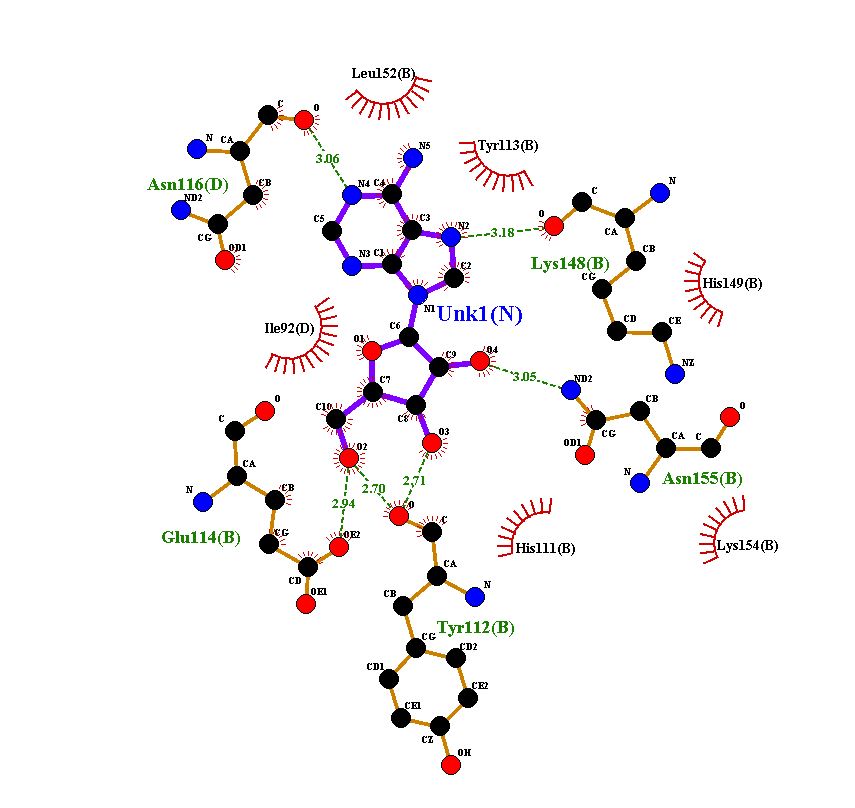 Leu152(B)
C O
N CA
Tyr113(B)
3.06
N5
Asn116(D)
CB
N4 C4
C N
ND2
C5 C3 N2 3.18 O
CG
CA
OD1
N3 C1
Lys148(B)
CB
C2
CG
His149(B)
N1 Unk1(N)
Ile92(D)
CD CE
C6
O1
C9 O4
NZ
3.05
ND2
C7
O
C10 C8
CB
O
C
CG
O2 O3
OD1
CA C
CA
N
Asn155(B)
N CB
2.70 2.71
2.94
O C
Glu114(B)
CG
OE2
His111(B)
Lys154(B)
CD
CA
OE1
N
CB
Tyr112(B)
CG
CD2
CD1
CE2
CE1
CZ
OH